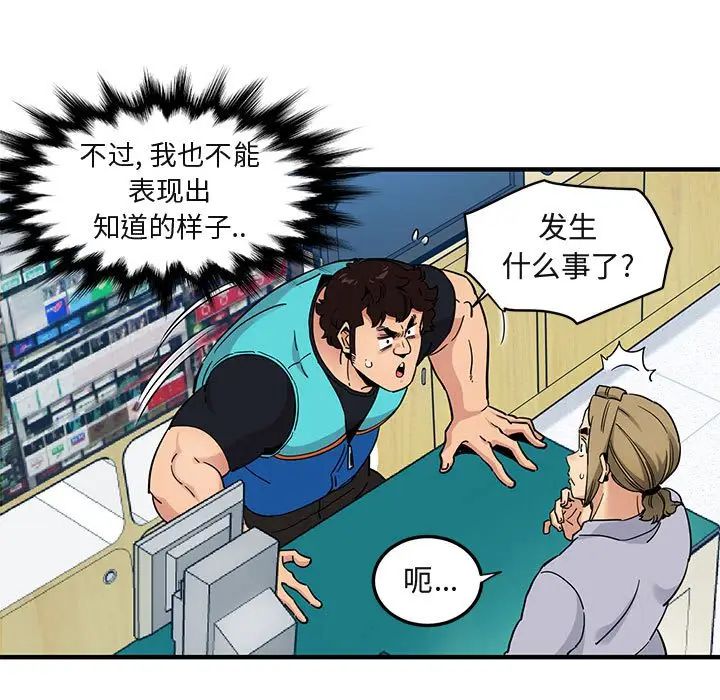 不过, 我也不能
表现出
知道的样子..
发生
什么事了?
呃...